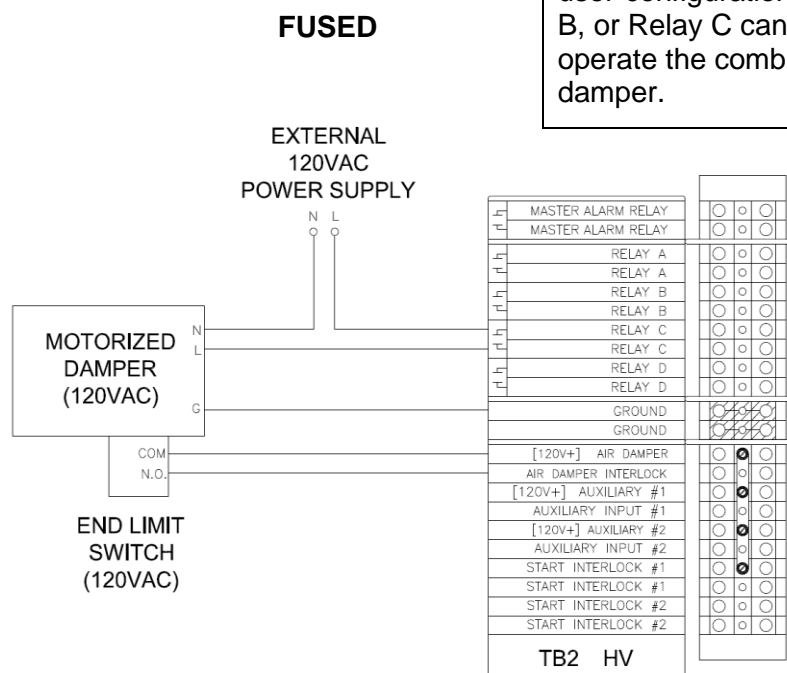 FUSED
user configuration
B, or Relay C can
operate the comb
damper.
EXTERNAL
120VAC
POWER SUPPLY
N L
MOTORIZED
DAMPER
(120VAC)
N
L
G
COM
N.O.
END LIMIT
SWITCH
(120VAC)
MASTER ALARM RELAY
MASTER ALARM RELAY
RELAY A
RELAY A
RELAY B
RELAY B
RELAY C
RELAY C
RELAY D
RELAY D
GROUND
GROUND
[120V+] AIR DAMPER
AIR DAMPER INTERLOCK
[120V+] AUXILIARY #1
AUXILIARY INPUT #1
[120V+] AUXILIARY #2
AUXILIARY INPUT #2
START INTERLOCK #1
START INTERLOCK #1
START INTERLOCK #2
START INTERLOCK #2
TB2 HV